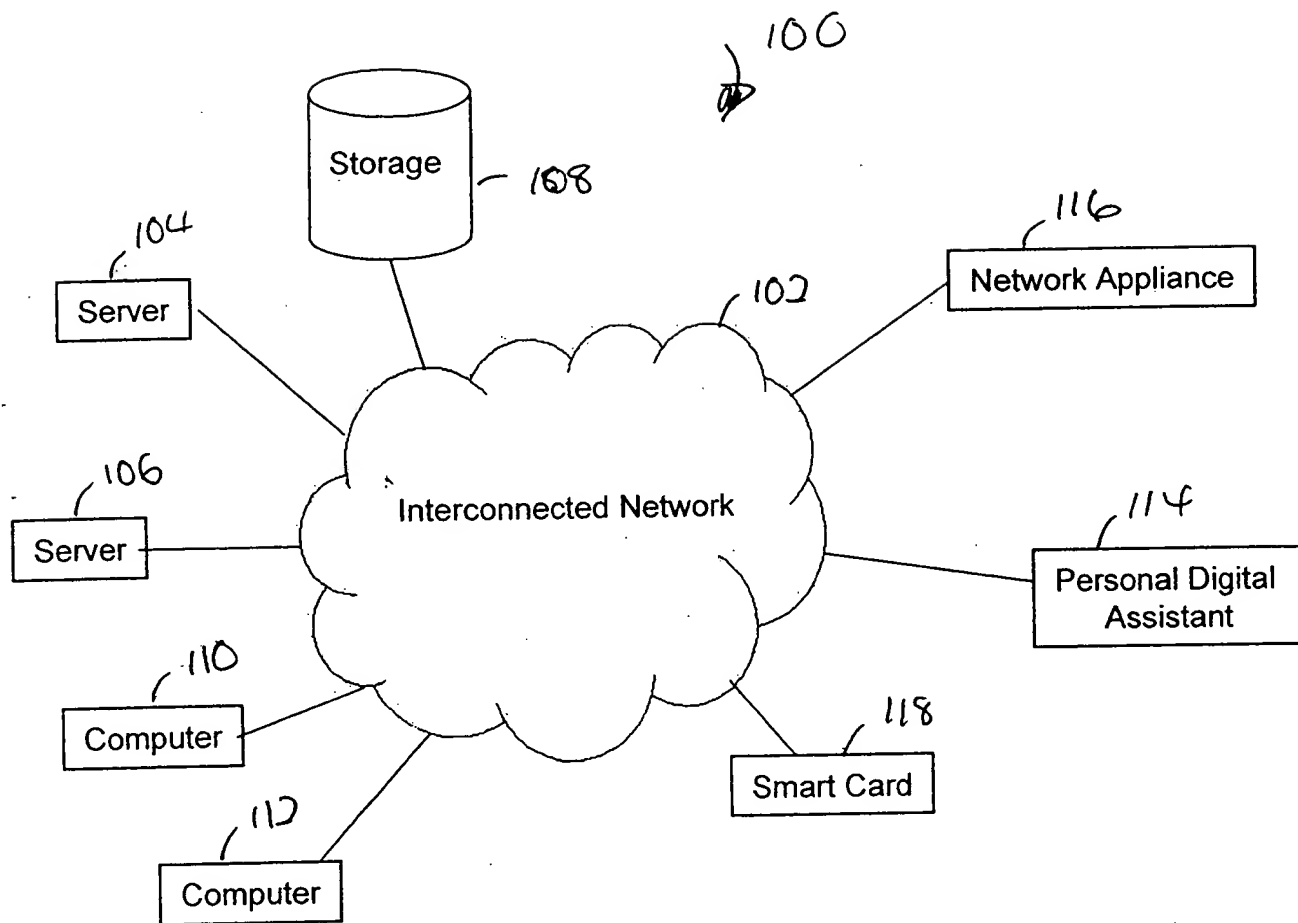 100
Storage
108
104
Server
116
Network Appliance
102
106
Server
Interconnected Network
114
Personal Digital
Assistant
110
Computer
118
Smart Card
112
Computer